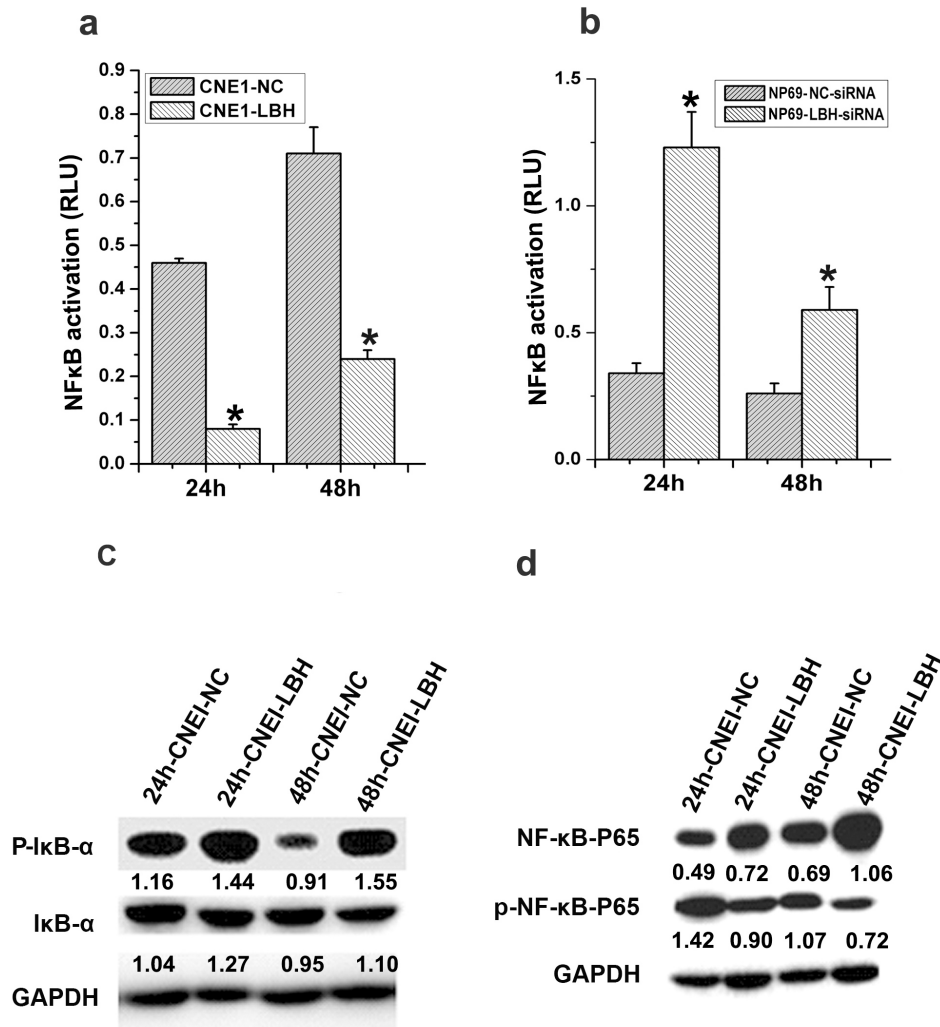 a
0.9
0.8
0.7
0.6
0.5
0.4
0.3
0.2
0.1
0.0
NFκB activation (RLU)
CNE1-NC
CNE1-LBH
*
*
24h
48h
b
1.5
1.0
0.5
0.0
NFκB activation (RLU)
NP69-NC-siRNA
NP69-LBH-siRNA
*
*
24h
48h
c
24h-CNEI-NC
24h-CNEI-LBH
48h-CNEI-NC
48h-CNEI-LBH
P-IκB-α
1.16 1.44 0.91 1.55
IκB-α
1.04 1.27 0.95 1.10
GAPDH
d
24h-CNEI-NC
24h-CNEI-LBH
48h-CNEI-NC
48h-CNEI-LBH
NF-κB-P65
0.49 0.72 0.69 1.06
p-NF-κB-P65
1.42 0.90 1.07 0.72
GAPDH